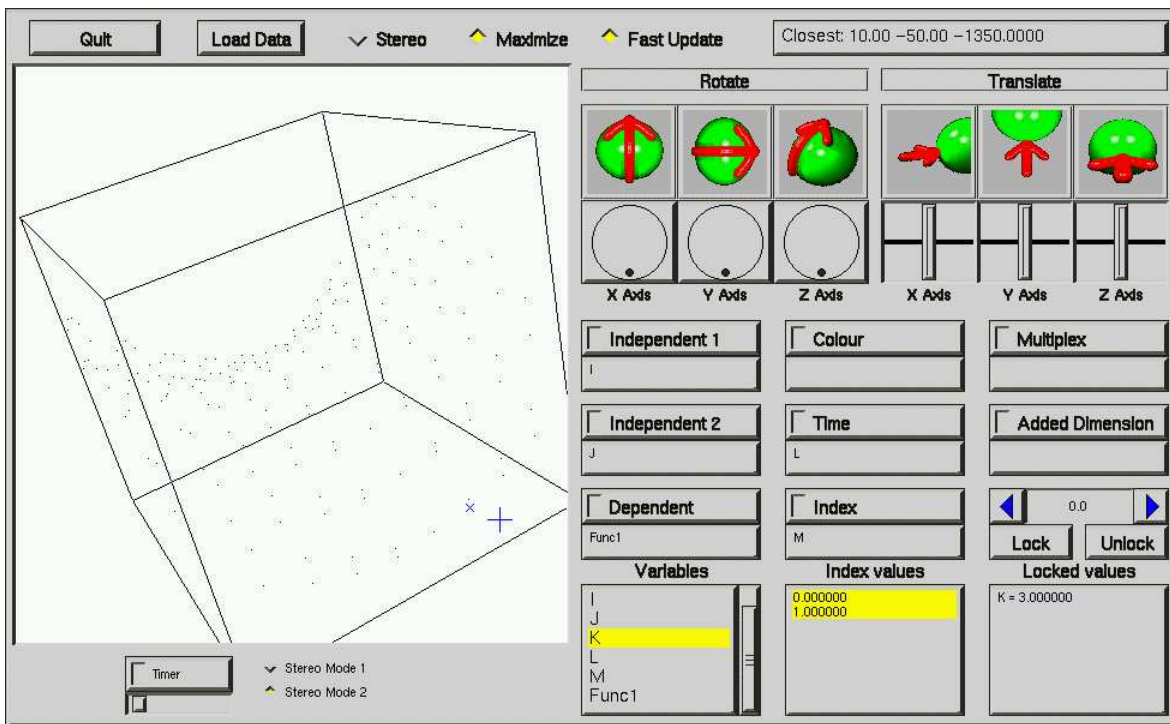 Quit
Load Data
Stereo
Maximize
Fast Update
Closest: 10.00 −50.00 −1350.0000
Rotate
Translate
X Axis
Y Axis
Z Axis
X Axis
Y Axis
Z Axis
Independent 1
Colour
Multiplex
I
Independent 2
Time
Added Dimension
J
L
Dependent
Index
0.0
Func1
M
Lock
Unlock
Variables
Index values
Locked values
I
J
K
L
M
Func1
0.000000
1.000000
K = 3.000000
Timer
Stereo Mode 1
Stereo Mode 2